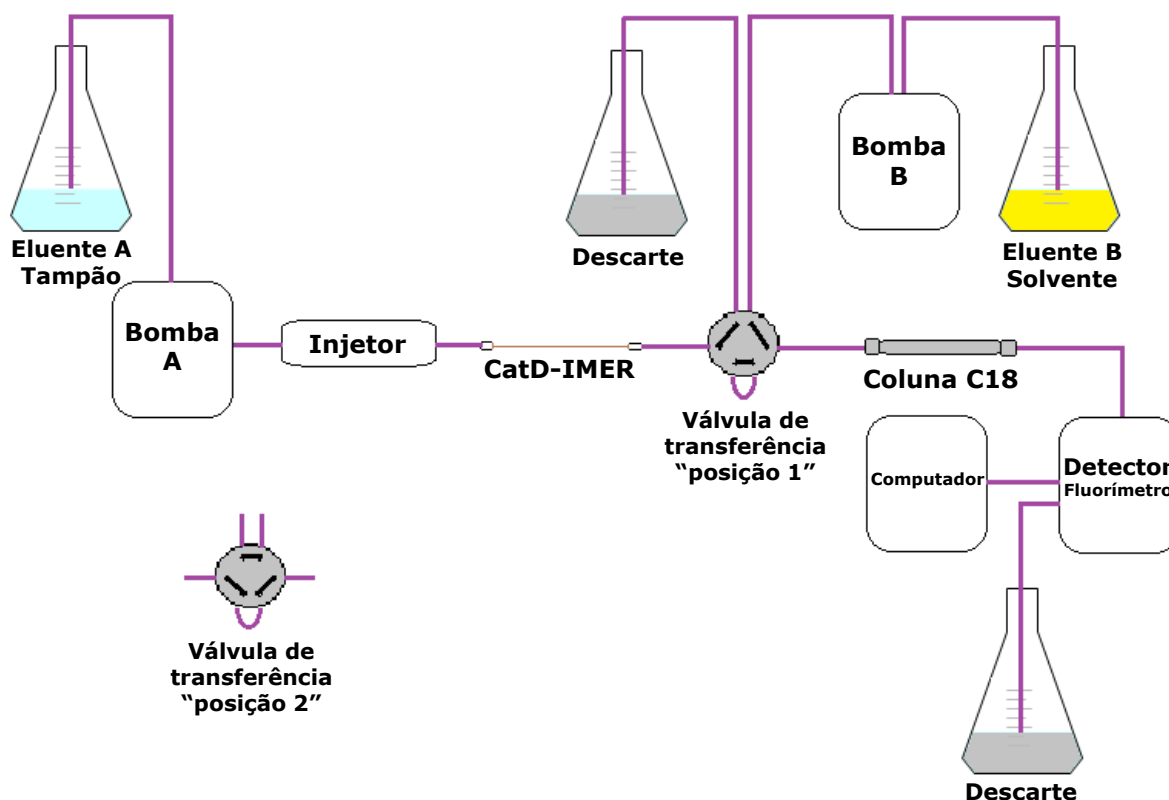 Eluente A
Tampão
Bomba
A
Injetor
CatD-IMER
Descarte
Bomba
B
Eluente B
Solvente
Válvula de
transferência
“posição 1”
Coluna C18
Computador
Detector
Fluorímetro
Válvula de
transferência
“posição 2”
Descarte